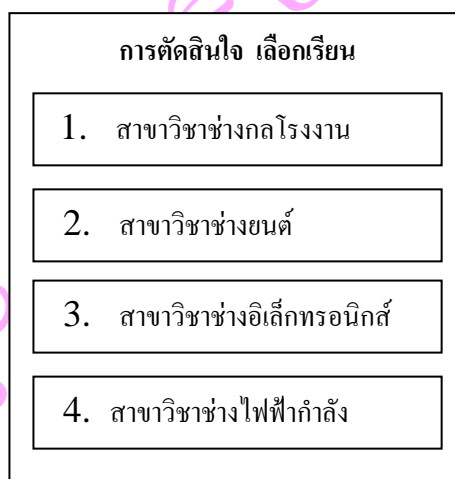 การตัดสินใจ เลือกเรียน
1. สาขาวิชาช่างกลโรงงาน
2. สาขาวิชาช่างยนต์
3. สาขาวิชาช่างอิเล็กทรอนิกส์
4. สาขาวิชาช่างไฟฟ้ากำลัง